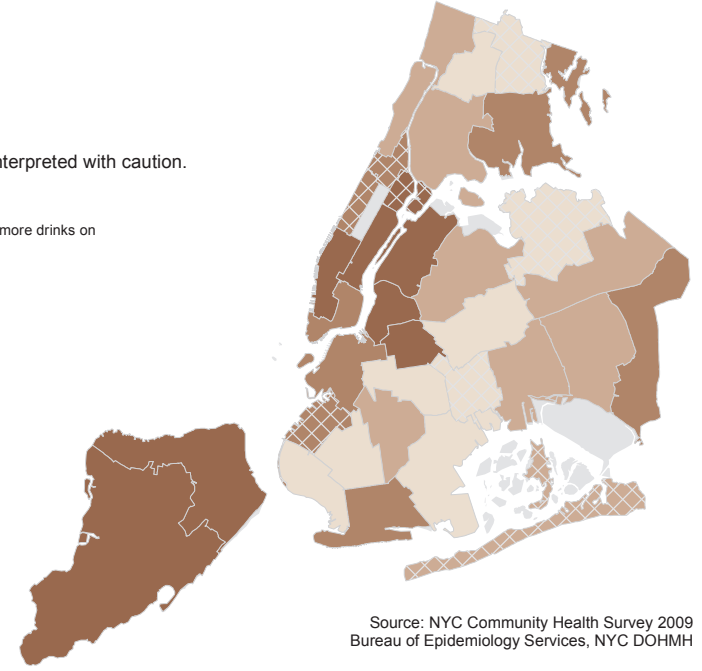 nterpreted with caution.
more drinks on
Source: NYC Community Health Survey 2009
Bureau of Epidemiology Services, NYC DOHMH